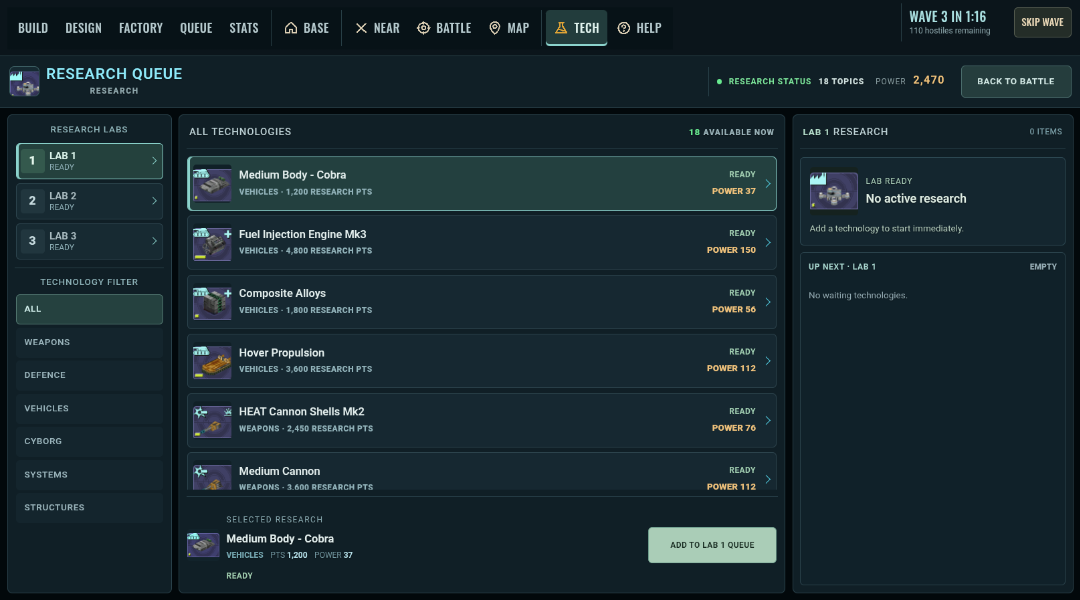 BUILD DESIGN FACTORY QUEUE STATS BASE NEAR BATTLE MAP TECH HELP
WAVE 3 IN 1:16
110 hostiles remaining
SKIP WAVE
RESEARCH QUEUE
RESEARCH
RESEARCH STATUS 18 TOPICS POWER 2,470
BACK TO BATTLE
RESEARCH LABS
1 LAB 1
READY
2 LAB 2
READY
3 LAB 3
READY
TECHNOLOGY FILTER
ALL
WEAPONS
DEFENCE
VEHICLES
CYBORG
SYSTEMS
STRUCTURES
ALL TECHNOLOGIES
18 AVAILABLE NOW
Medium Body - Cobra
VEHICLES · 1,200 RESEARCH PTS
READY
POWER 37
Fuel Injection Engine Mk3
VEHICLES · 4,800 RESEARCH PTS
READY
POWER 150
Composite Alloys
VEHICLES · 1,800 RESEARCH PTS
READY
POWER 56
Hover Propulsion
VEHICLES · 3,600 RESEARCH PTS
READY
POWER 112
HEAT Cannon Shells Mk2
WEAPONS · 2,450 RESEARCH PTS
READY
POWER 76
Medium Cannon
WEAPONS · 3,600 RESEARCH PTS
READY
POWER 112
SELECTED RESEARCH
Medium Body - Cobra
VEHICLES PTS 1,200 POWER 37
READY
ADD TO LAB 1 QUEUE
LAB 1 RESEARCH
0 ITEMS
LAB READY
No active research
Add a technology to start immediately.
UP NEXT · LAB 1
EMPTY
No waiting technologies.